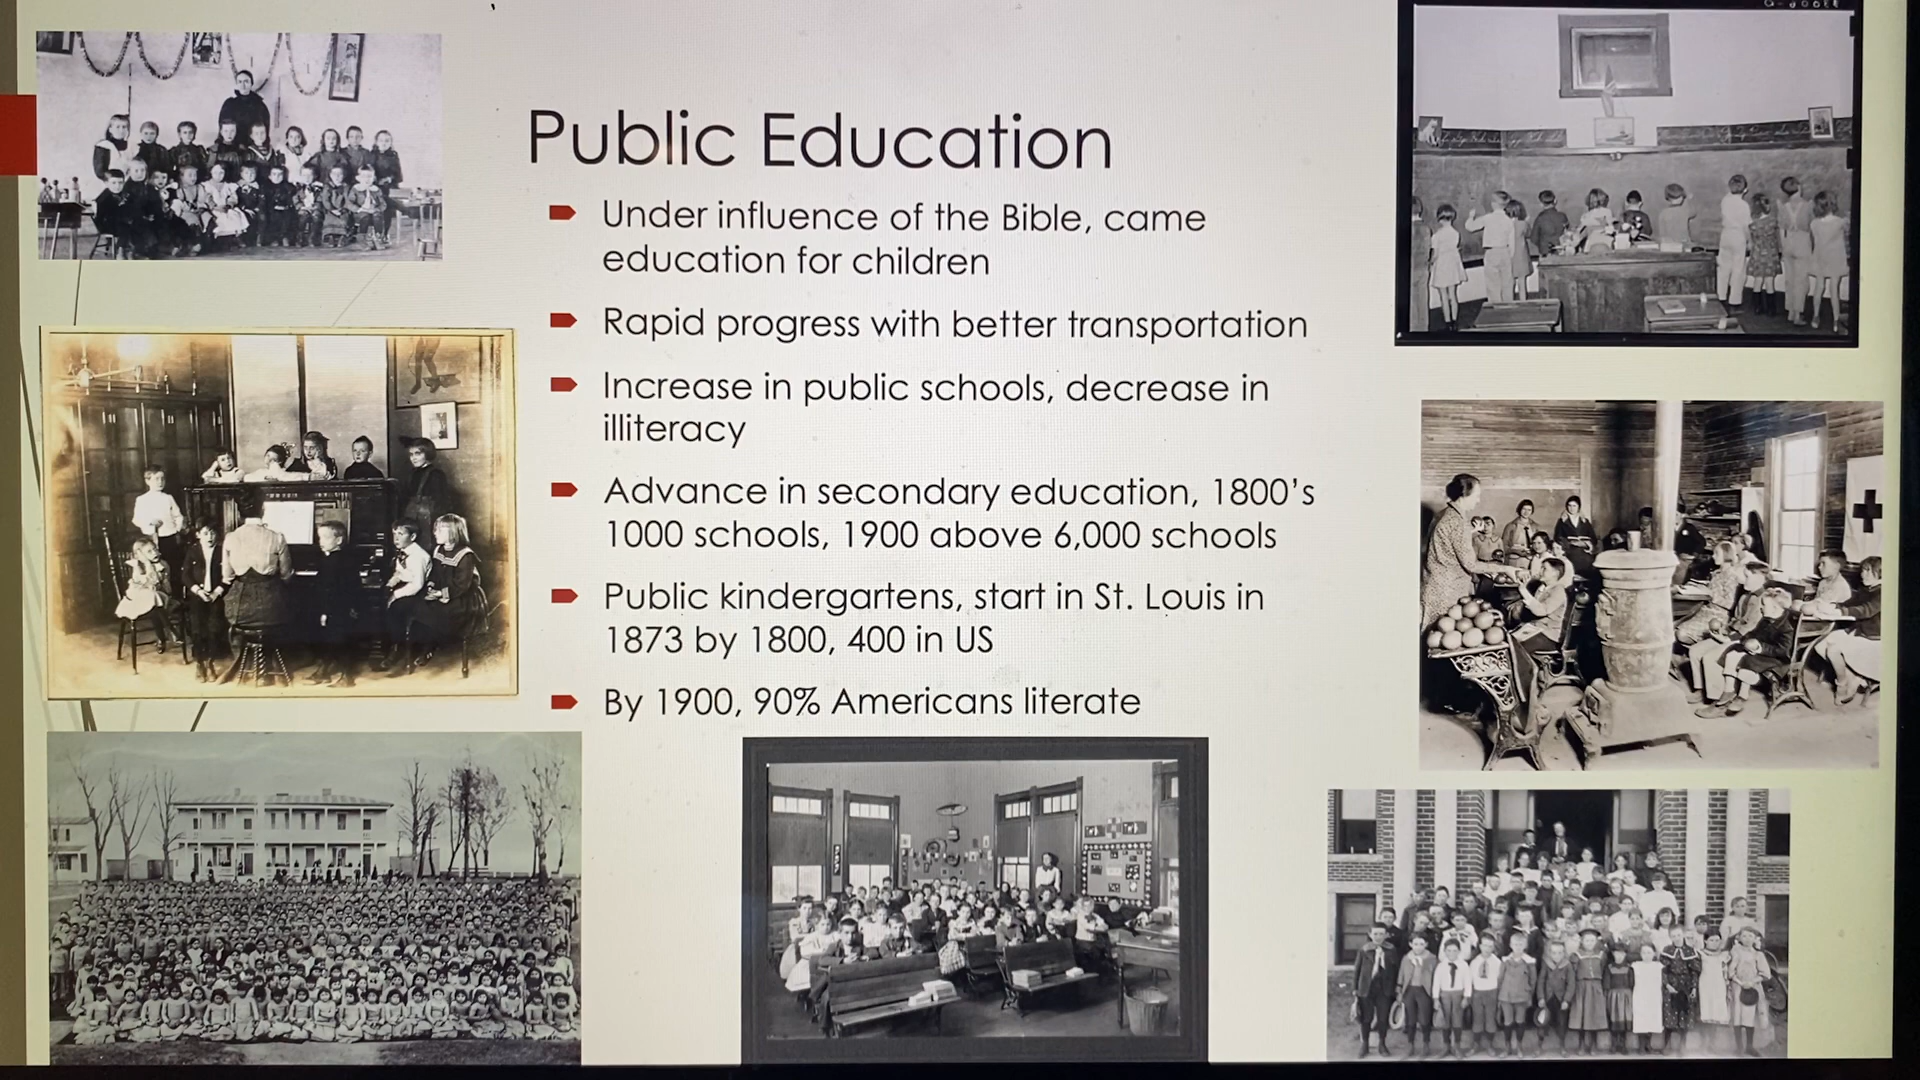 Public Education
Under influence of the Bible, came
education for children
Rapid progress with better transportation
Increase in public schools, decrease in
illiteracy
Advance in secondary education, 1800's
1000 schools, 1900 above 6,000 schools
Public kindergartens, start in St. Louis in
1873 by 1800, 400 in US
By 1900, 90% Americans literate